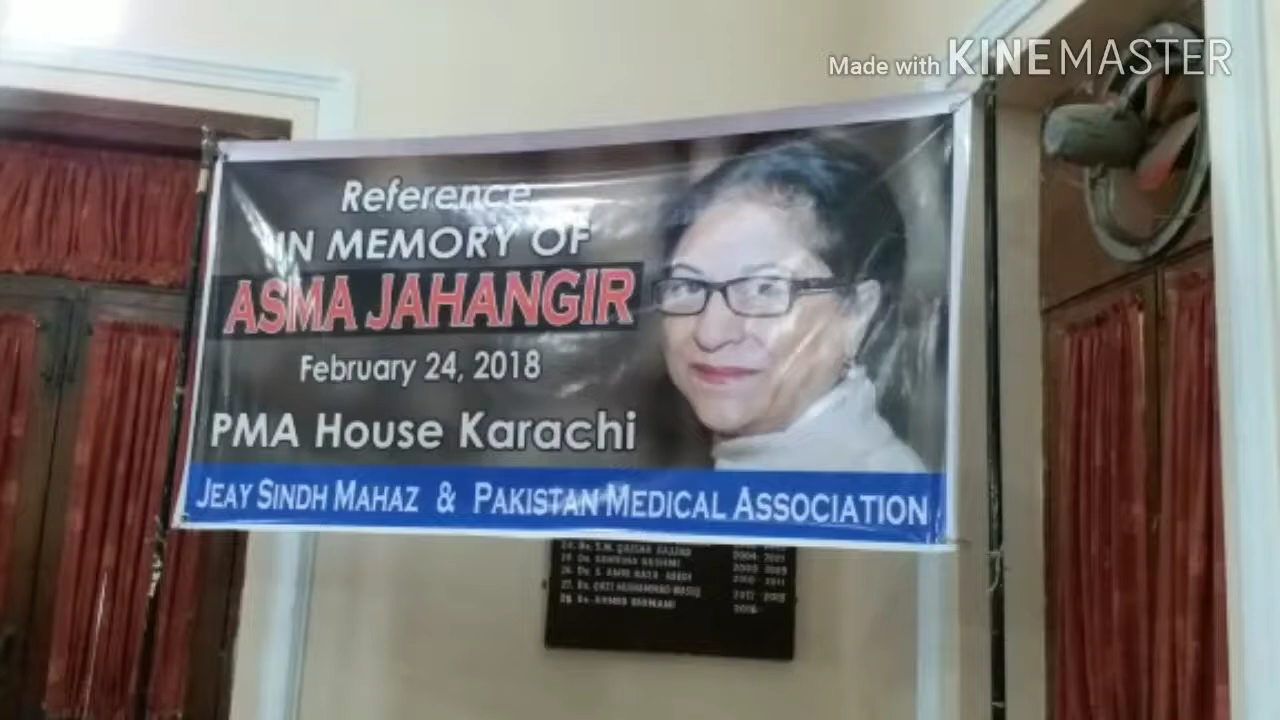 Made with KINEMASTER
Reference
IN MEMORY OF
ASMA JAHANGIR
February 24, 2018
PMA House Karachi
JEAY SINDH MAHAZ & PAKISTAN MEDICAL ASSOCIATION